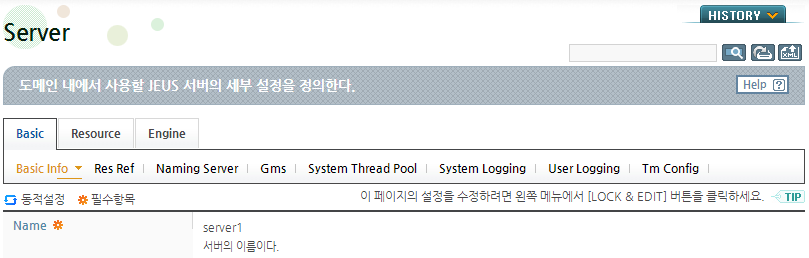 HISTORY
Server
XML
도메인 내에서 사용할 JEUS 서버의 세부 설정을 정의한다.
Help ?
Basic Resource Engine
Basic Info Res Ref Naming Server Gms System Thread Pool System Logging User Logging Tm Config
동적설정 필수항목 이 페이지의 설정을 수정하려면 왼쪽 메뉴에서 [LOCK & EDIT] 버튼을 클릭하세요. TIP
Name server1
서버의 이름이다.